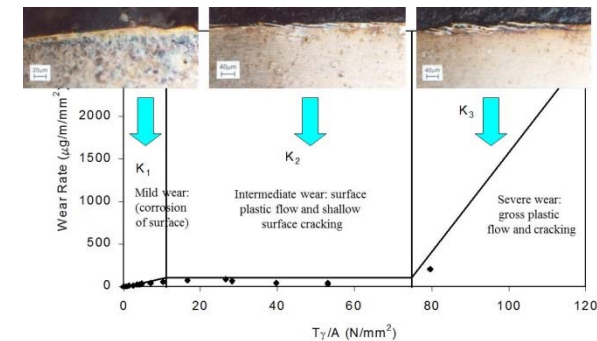 20μm
40μm
40μm
Wear Rate (μg/m/mm²)
2000
1500
1000
500
0
K1
K2
K3
Mild wear:
(corrosion
of surface)
Intermediate wear: surface
plastic flow and shallow
surface cracking
Severe wear:
gross plastic
flow and cracking
0
20
40
60
80
100
120
Tγ/A (N/mm²)